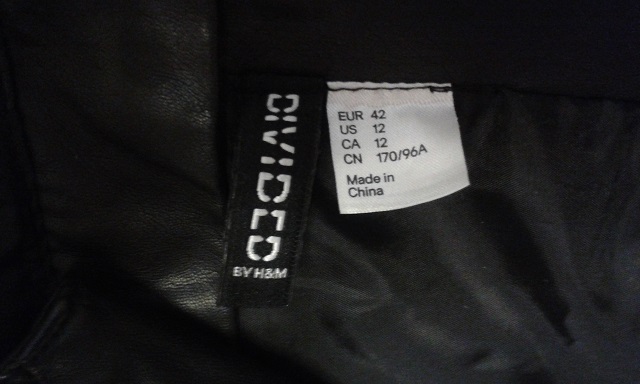 DIVIDED
BY H&M
EUR 42
US 12
CA 12
CN 170/96A
Made in
China